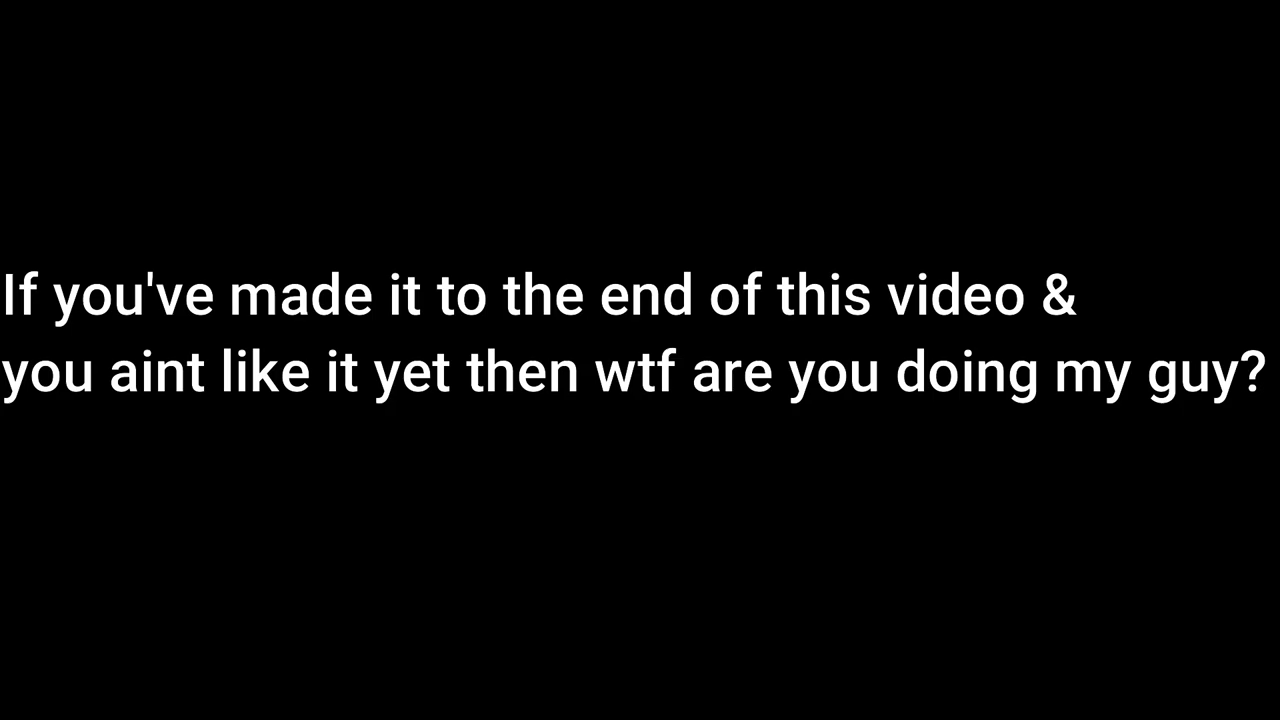 If you've made it to the end of this video &
you aint like it yet then wtf are you doing my guy?